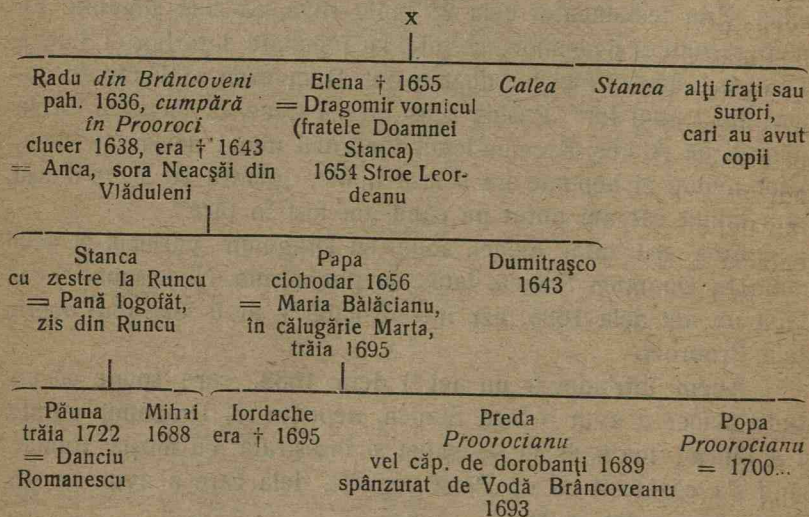 X
Radu din Brâncoveni
pah. 1636, cumpără
în Prooroci
clucer 1638, era † 1643
= Anca, sora Neacşăi din
Vlăduleni
Elena † 1655
= Dragomir vornicul
(fratele Doamnei
Stanca)
1654 Stroe Leor-
deanu
Calea
Stanca
alţi fraţi sau
surori,
cari au avut
copii
Stanca
cu zestre la Runcu
= Pană logofăt,
zis din Runcu
Papa
ciohodar 1656
= Maria Bălăcianu,
în călugărie Marta,
trăia 1695
Dumitraşco
1643
Păuna
trăia 1722
= Danciu
Romanescu
Mihai
1688
Iordache
era † 1695
Preda
Proorocianu
vel căp. de dorobanţi 1689
spânzurat de Vodă Brâncoveanu
1693
Popa
Proorocianu
= 1700...